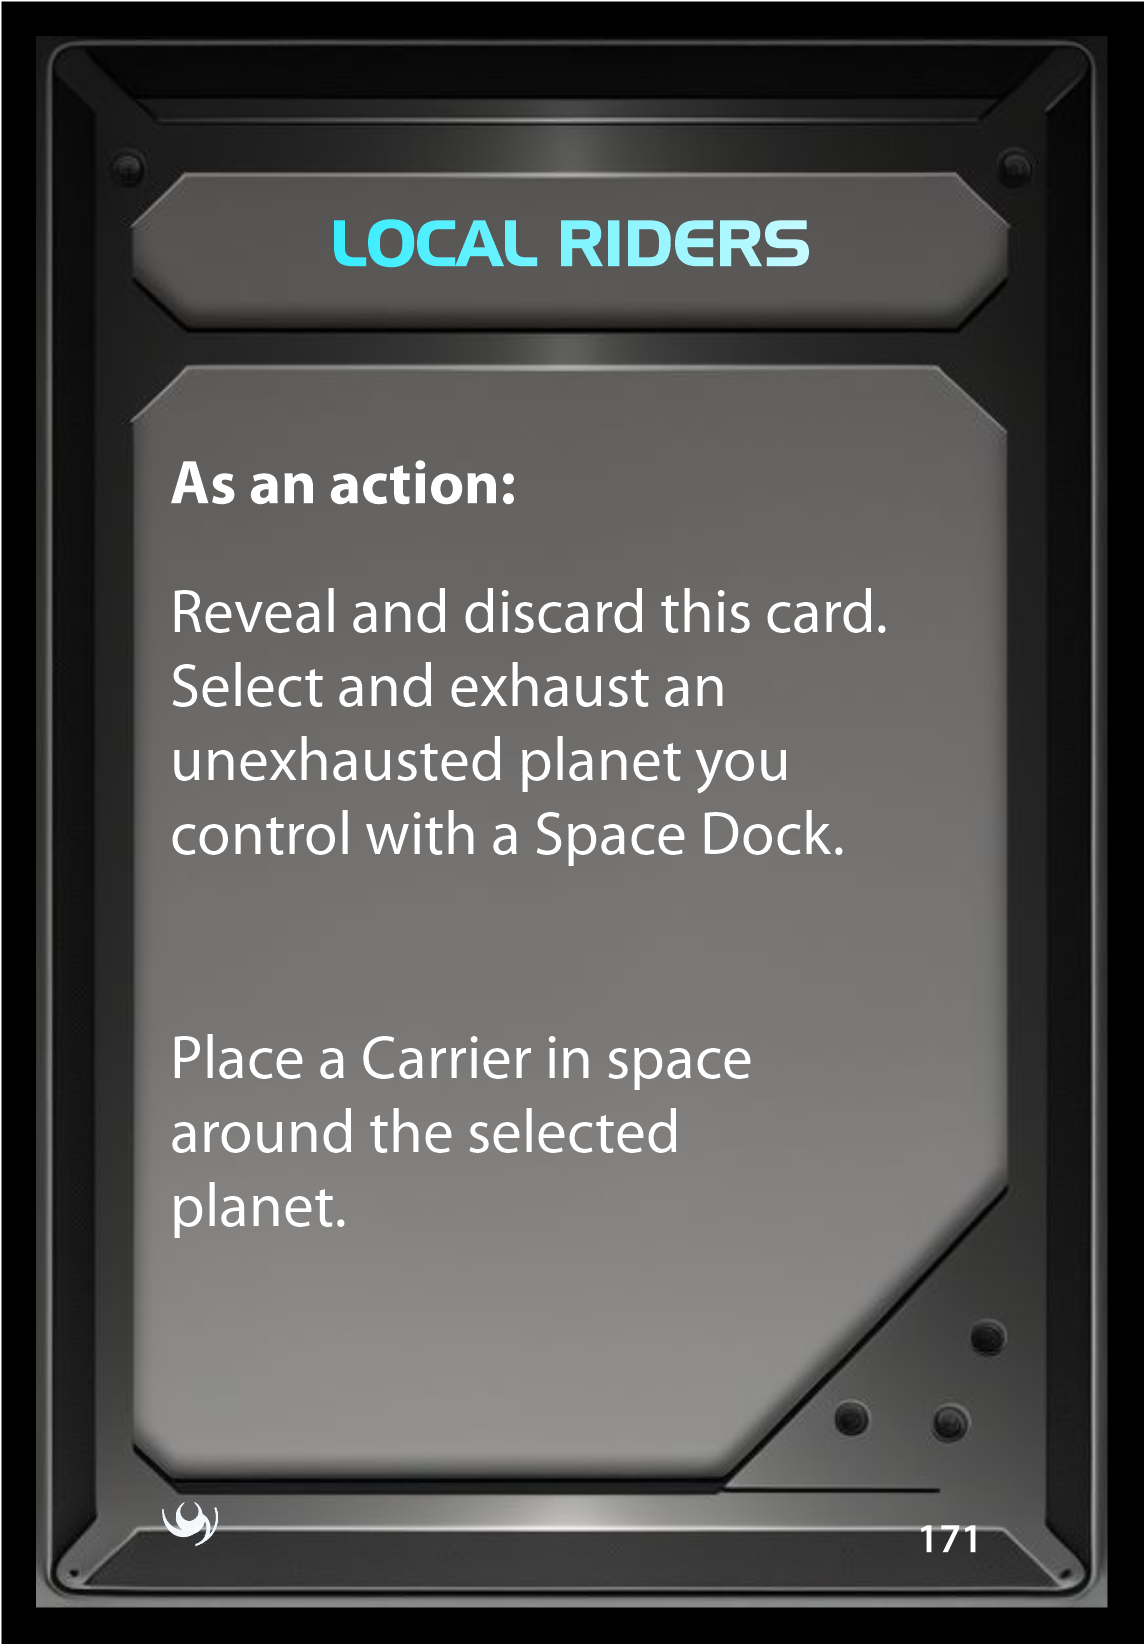 LOCAL RIDERS
As an action:
Reveal and discard this card.
Select and exhaust an
unexhausted planet you
control with a Space Dock.
Place a Carrier in space
around the selected
planet.
171